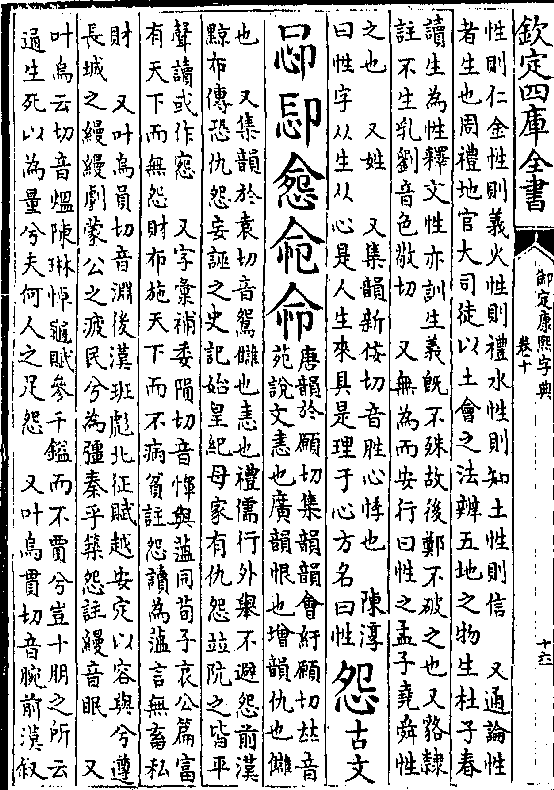 欽定四庫全書
御定康熙字典
卷十
十六
性則仁金性則義火性則禮水性則知土性則信　又通論性
者生也周禮地官大司徒以土會之法辨五地之物生杜子春
讀生為性釋文性亦訓生義旣不殊故後鄭不破之也又貉隸
註不生乳劉音色敬切　又無為而安行曰性之孟子堯舜性
之也　又姓　又集韻新佞切音胜心悸也　陳淳
曰性字从生从心是人生來具是理于心方名曰性
怨古文
唐韻於願切集韻韻會紆願切𠀤音
苑說文恚也廣韻恨也增韻仇也讎
也　又集韻於袁切音鴛讎也恚也禮儒行外舉不避怨前漢
黥布傳恐仇怨妄誣之史記始皇紀母家有仇怨竝阬之皆平
聲讀或作惌　又字彙補委隕切音惲與薀同荀子哀公篇富
有天下而無怨財布施天下而不病貧註怨讀為薀言無畜私
財　又叶烏員切音淵後漢班彪北征賦越安定以容與兮遵
長城之縵縵劇蒙公之疲民兮為彊秦乎築怨註縵音眠　又
叶烏云切音熅陳琳悼龜賦參千鎰而不賈兮豈十朋之所云
通生死以為量兮夫何人之足怨　又叶烏貫切音腕前漢叙